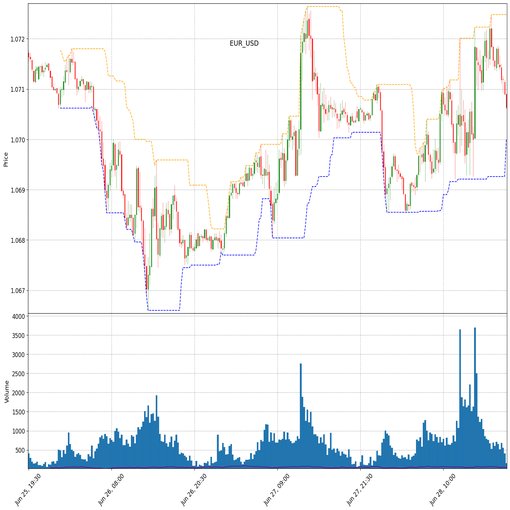 EUR_USD
Price
1.072
1.071
1.070
1.069
1.068
1.067
Volume
4000
3500
3000
2500
2000
1500
1000
500
Jun 25, 19:30
Jun 26, 08:00
Jun 26, 20:30
Jun 27, 09:00
Jun 27, 21:30
Jun 28, 10:00